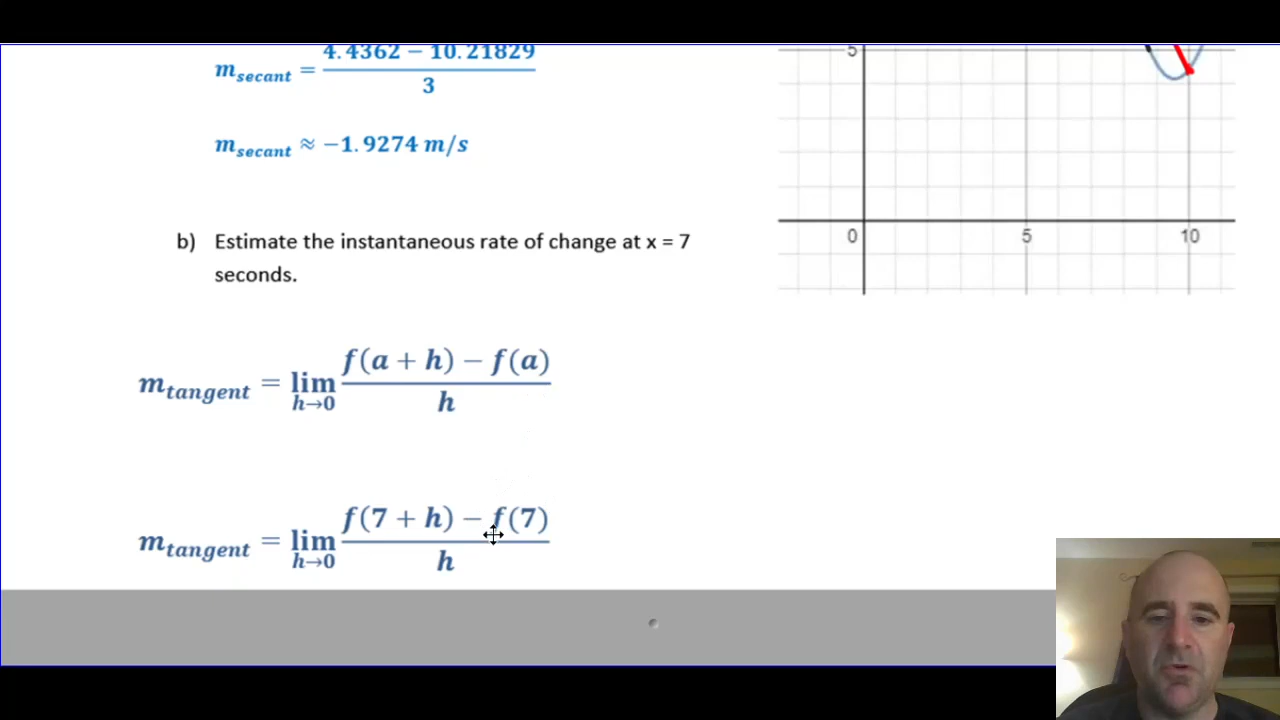 m_secant = (4.4362 − 10.21829)/3
m_secant ≈ −1.9274 m/s
b) Estimate the instantaneous rate of change at x = 7
seconds.
m_tangent = lim_{h→0} (f(a + h) − f(a))/h
m_tangent = lim_{h→0} (f(7 + h) − f(7))/h
5
0 5 10